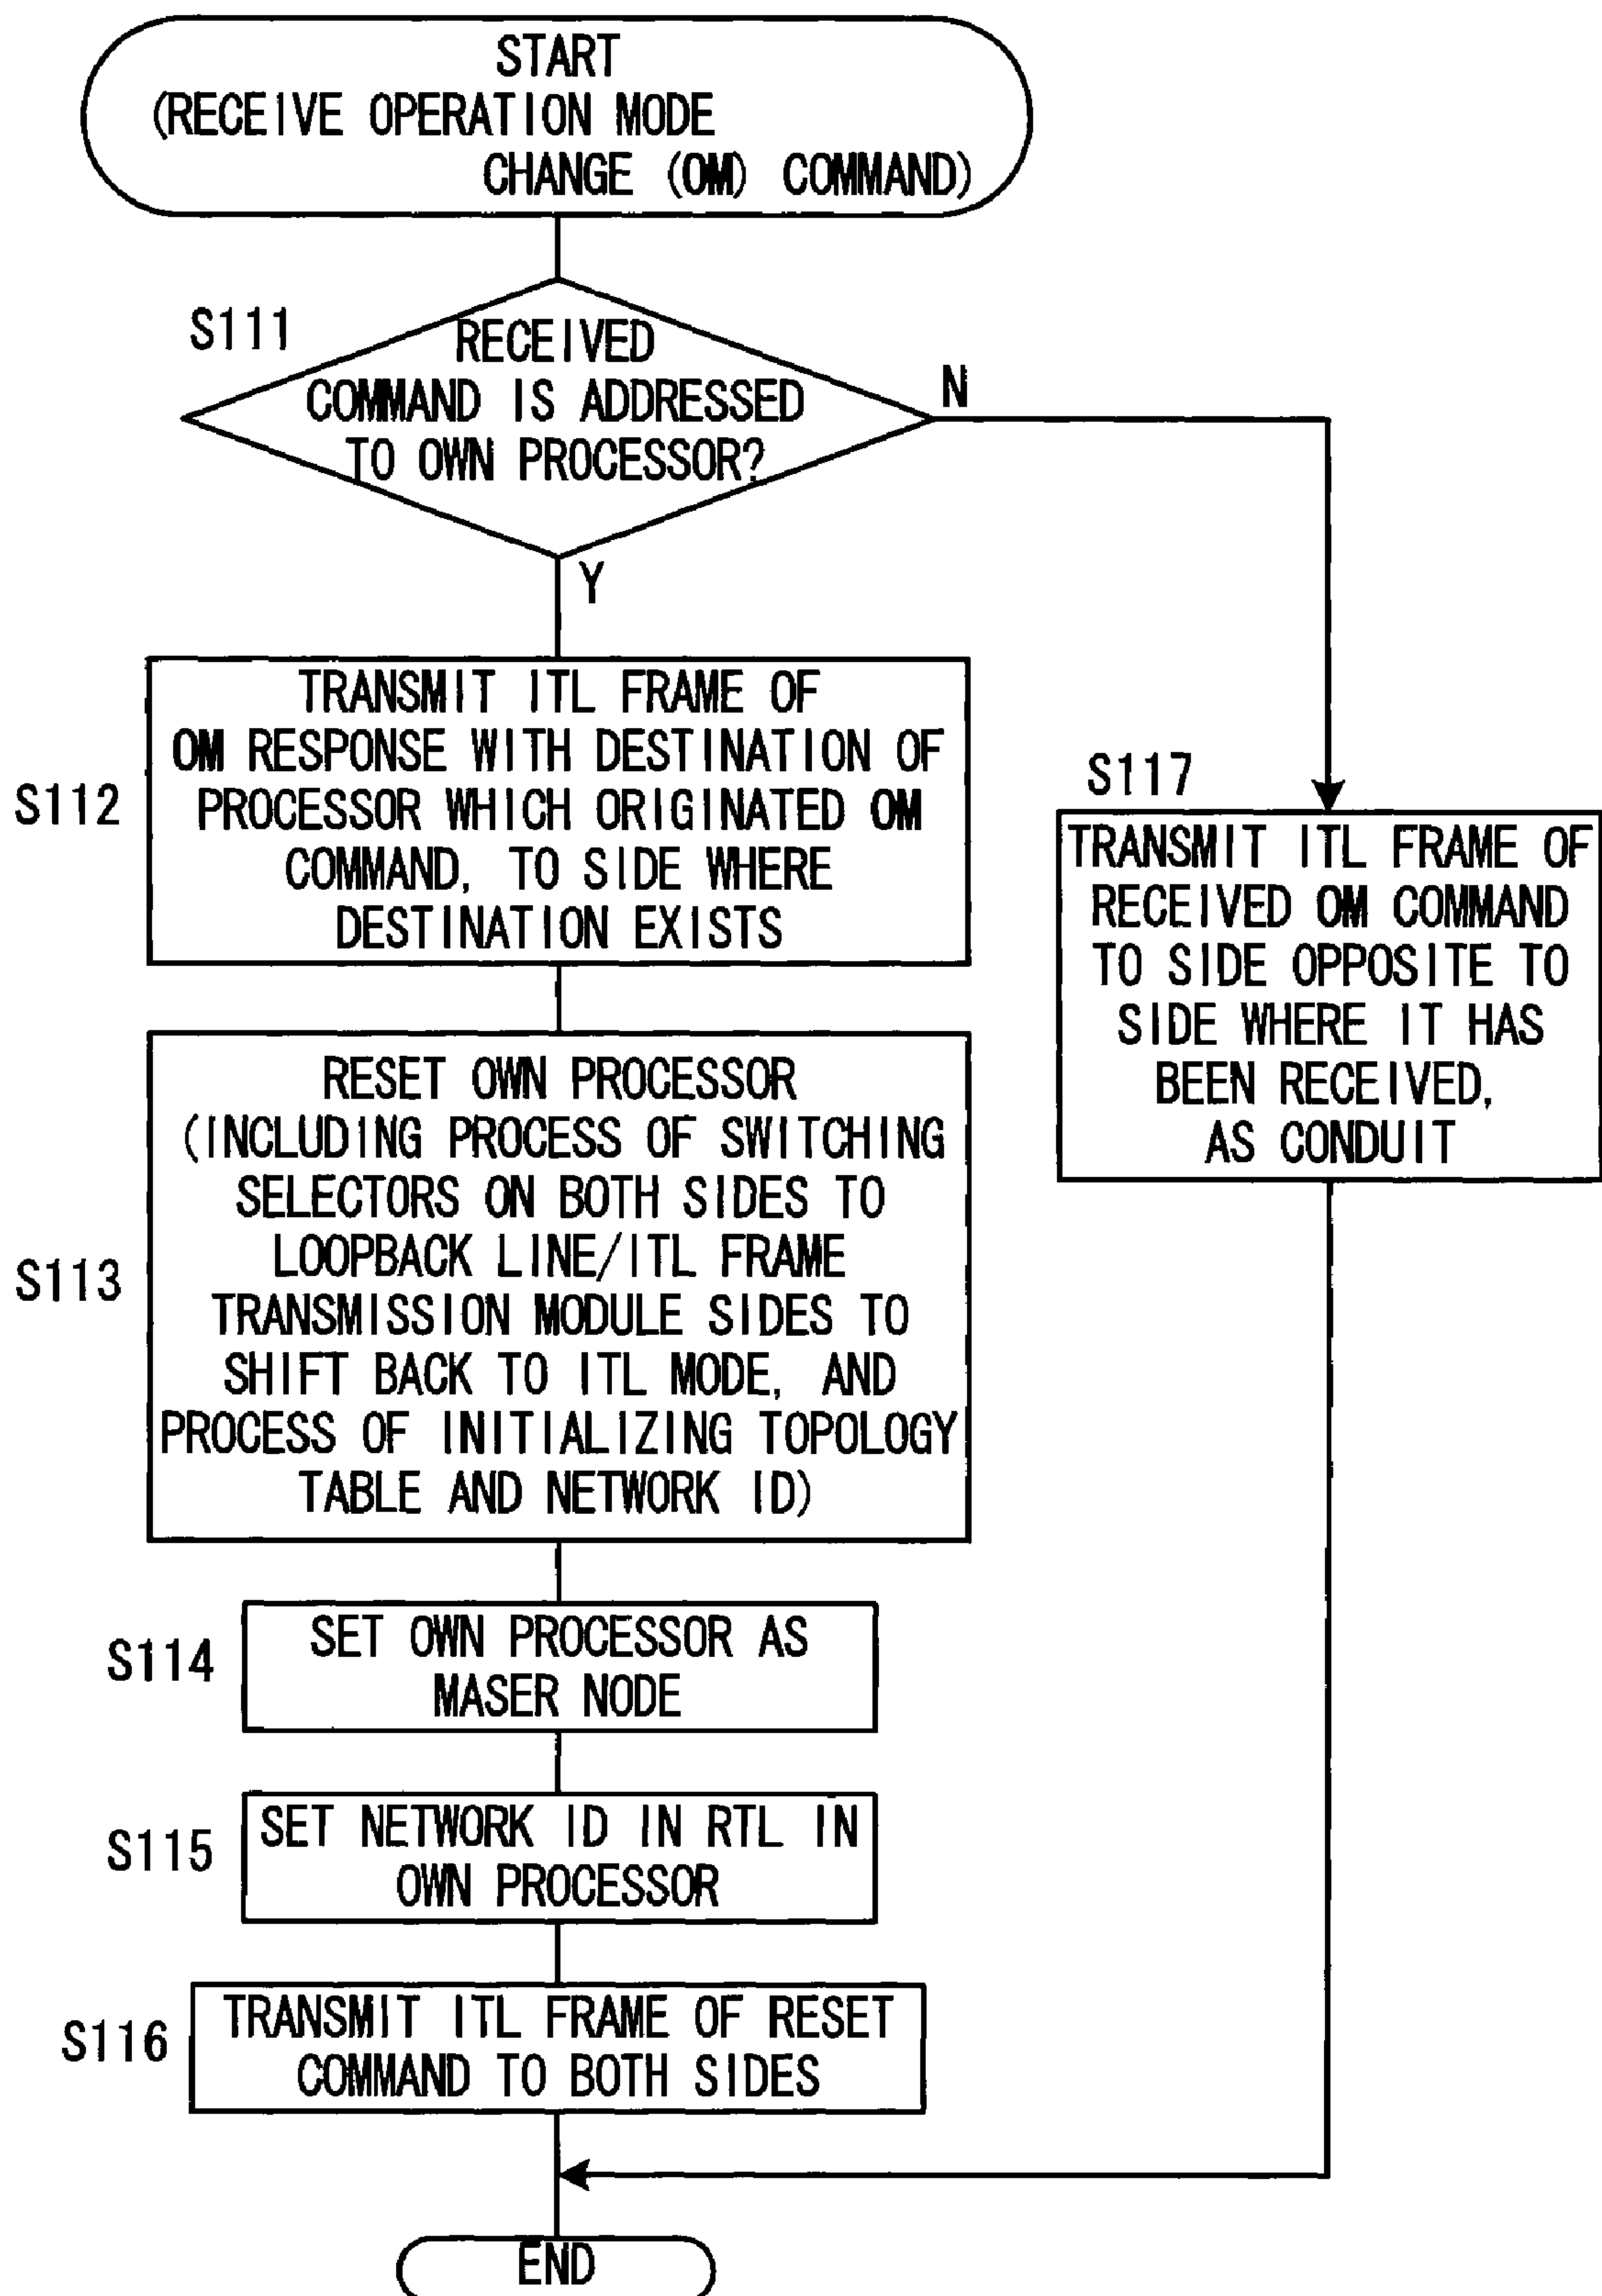 START
(RECEIVE OPERATION MODE
CHANGE (OM) COMMAND)
S111
RECEIVED
COMMAND IS ADDRESSED
TO OWN PROCESSOR?
N
Y
S112
TRANSMIT ITL FRAME OF
OM RESPONSE WITH DESTINATION OF
PROCESSOR WHICH ORIGINATED OM
COMMAND, TO SIDE WHERE
DESTINATION EXISTS
S117
TRANSMIT ITL FRAME OF
RECEIVED OM COMMAND
TO SIDE OPPOSITE TO
SIDE WHERE IT HAS
BEEN RECEIVED,
AS CONDUIT
S113
RESET OWN PROCESSOR
(INCLUDING PROCESS OF SWITCHING
SELECTORS ON BOTH SIDES TO
LOOPBACK LINE/ITL FRAME
TRANSMISSION MODULE SIDES TO
SHIFT BACK TO ITL MODE, AND
PROCESS OF INITIALIZING TOPOLOGY
TABLE AND NETWORK ID)
S114
SET OWN PROCESSOR AS
MASER NODE
S115
SET NETWORK ID IN RTL IN
OWN PROCESSOR
S116
TRANSMIT ITL FRAME OF RESET
COMMAND TO BOTH SIDES
END